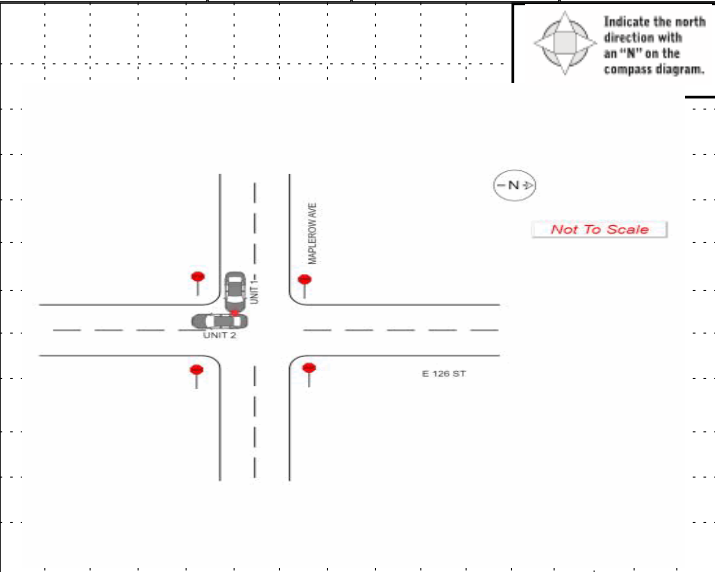 Indicate the north
direction with
an “N” on the
compass diagram.
N
Not To Scale
MAPLEROW AVE
UNIT 1
UNIT 2
E 126 ST